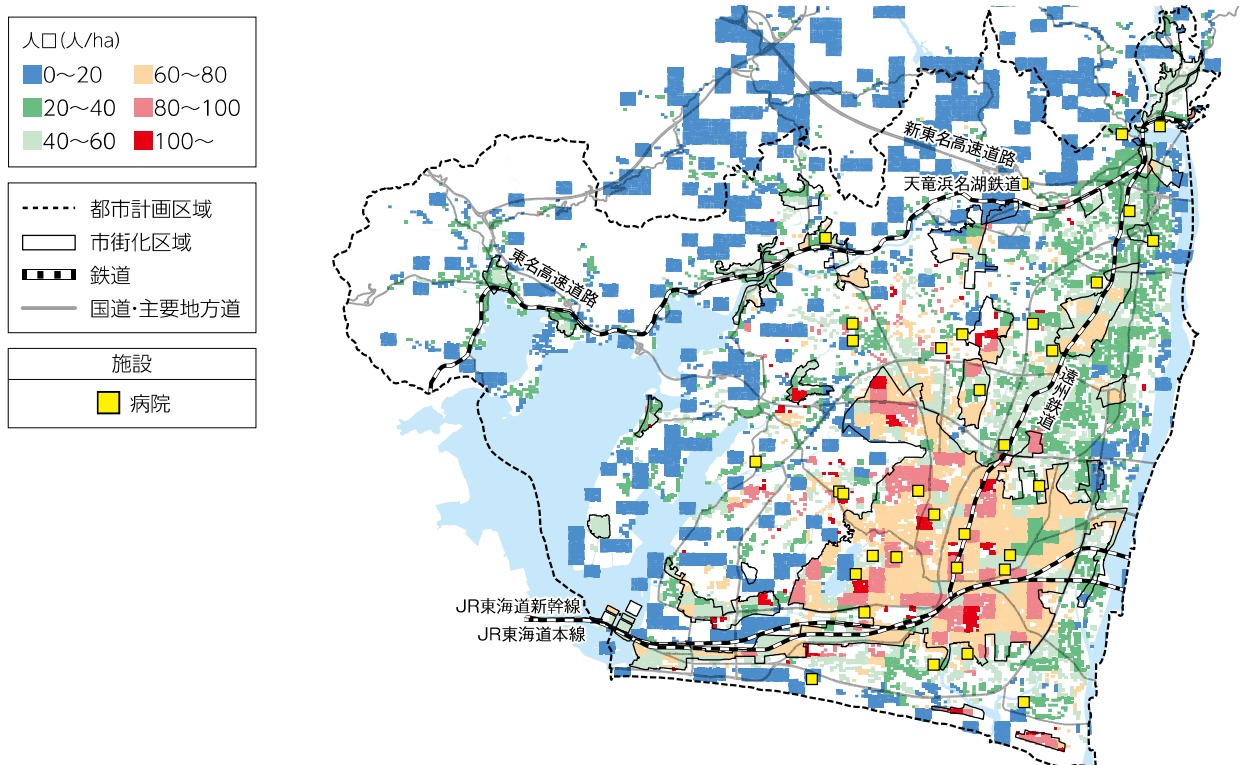 人口(人/ha)
0〜20
60〜80
20〜40
80〜100
40〜60
100〜
都市計画区域
市街化区域
鉄道
国道・主要地方道
施設
病院
新東名高速道路
天竜浜名湖鉄道
東名高速道路
遠州鉄道
JR東海道新幹線
JR東海道本線